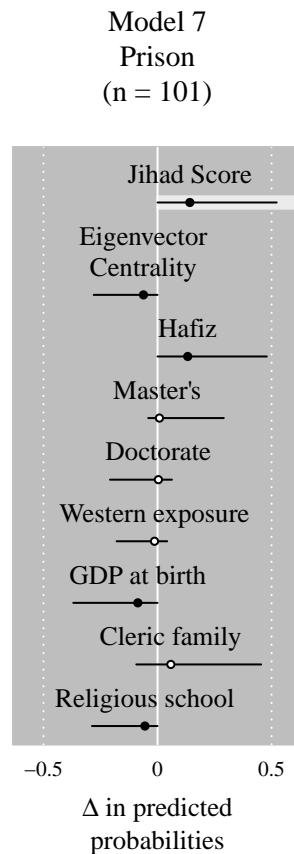 Model 7
Prison
(n = 101)
Jihad Score
Eigenvector
Centrality
Hafiz
Master's
Doctorate
Western exposure
GDP at birth
Cleric family
Religious school
−0.5 0 0.5
Δ in predicted
probabilities